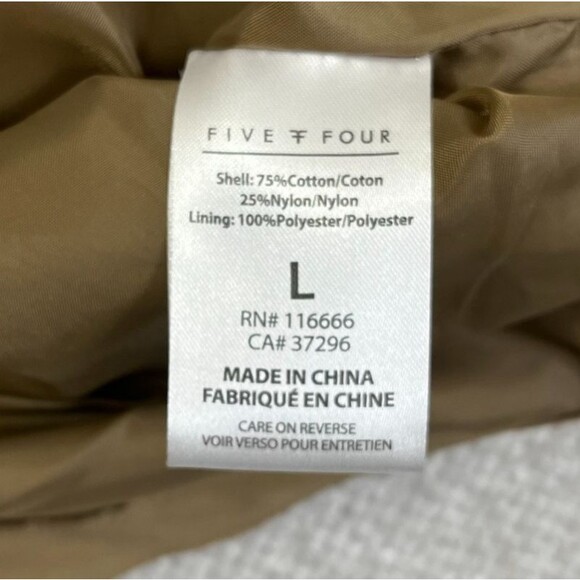 FIVE FOUR
Shell: 75%Cotton/Coton
25%Nylon/Nylon
Lining: 100%Polyester/Polyester
L
RN# 116666
CA# 37296
MADE IN CHINA
FABRIQUÉ EN CHINE
CARE ON REVERSE
VOIR VERSO POUR ENTRETIEN